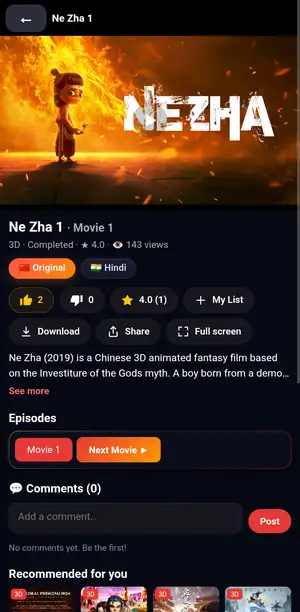 ← Ne Zha 1
NEZHA
Ne Zha 1 · Movie 1
3D · Completed · ★ 4.0 · 👁 143 views
🇨🇳 Original 🇮🇳 Hindi
👍 2 👎 0 ★ 4.0 (1) + My List
Download Share Full screen
Ne Zha (2019) is a Chinese 3D animated fantasy film based
on the Investiture of the Gods myth. A boy born from a demo…
See more
Episodes
Movie 1 Next Movie ►
💬 Comments (0)
Add a comment… Post
No comments yet. Be the first!
Recommended for you
3D 3D 3D 3D